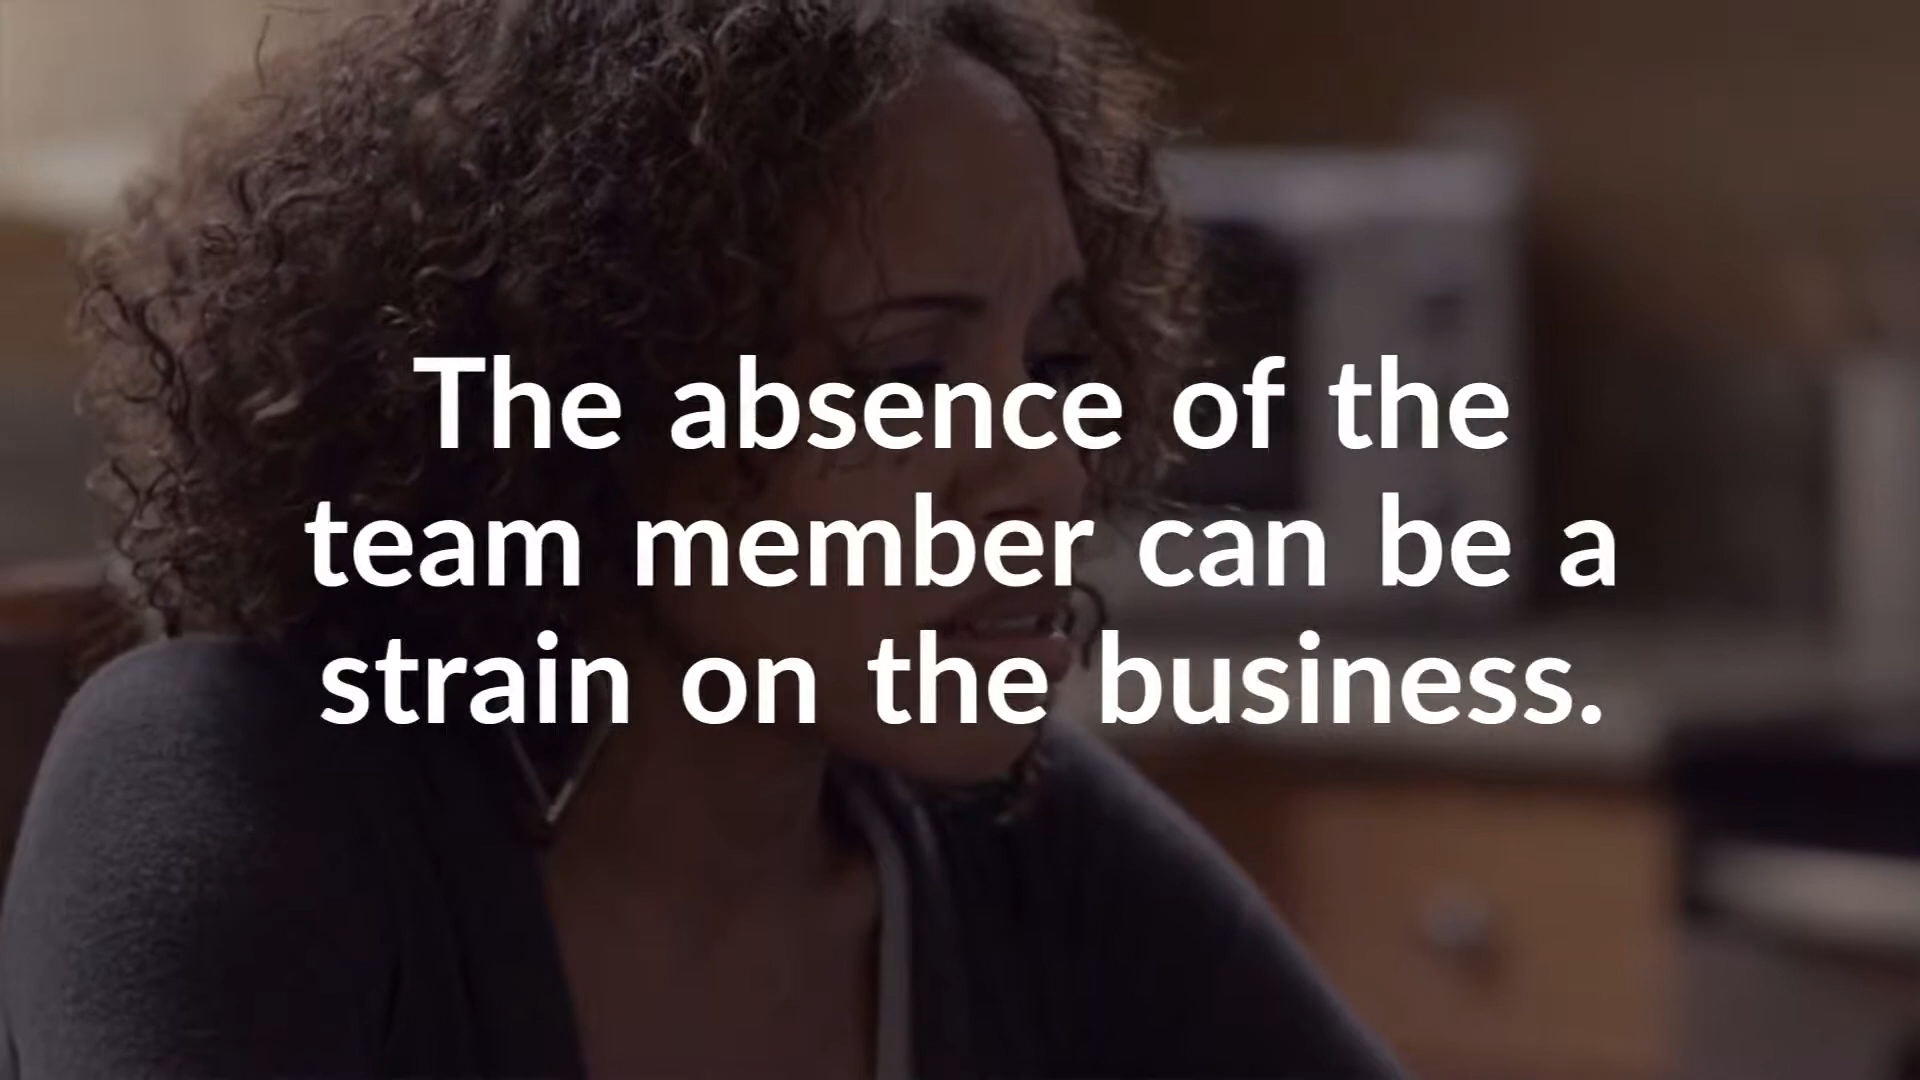 The absence of the
team member can be a
strain on the business.